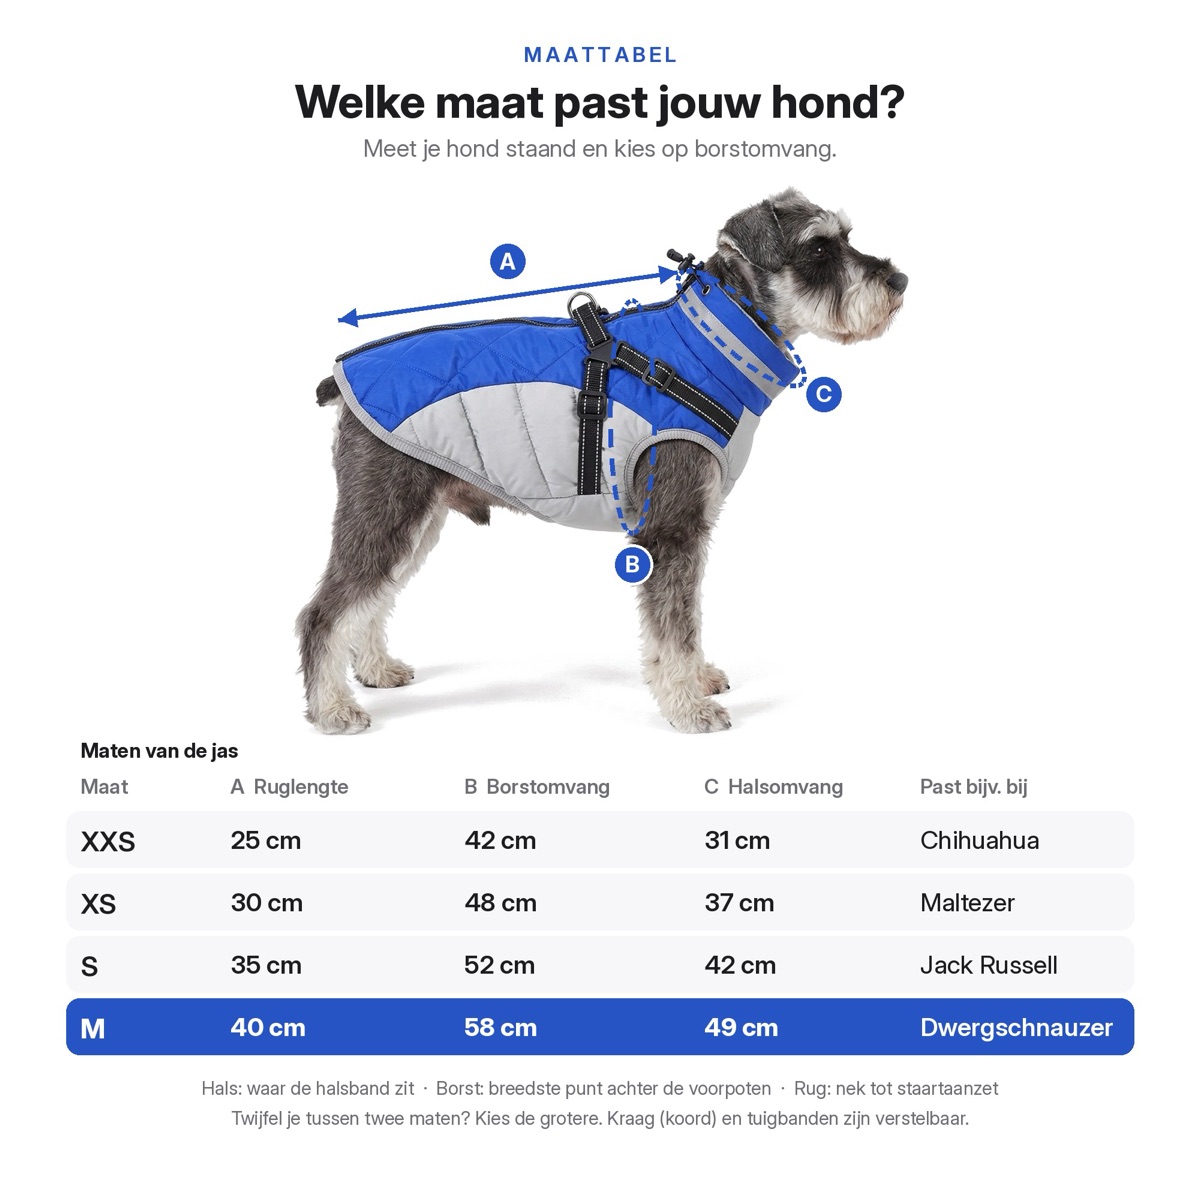 MAATTABEL
Welke maat past jouw hond?
Meet je hond staand en kies op borstomvang.
A
C
B
Maten van de jas
Maat A Ruglengte B Borstomvang C Halsomvang Past bijv. bij
XXS 25 cm 42 cm 31 cm Chihuahua
XS 30 cm 48 cm 37 cm Maltezer
S 35 cm 52 cm 42 cm Jack Russell
M 40 cm 58 cm 49 cm Dwergschnauzer
Hals: waar de halsband zit · Borst: breedste punt achter de voorpoten · Rug: nek tot staartaanzet
Twijfel je tussen twee maten? Kies de grotere. Kraag (koord) en tuigbanden zijn verstelbaar.